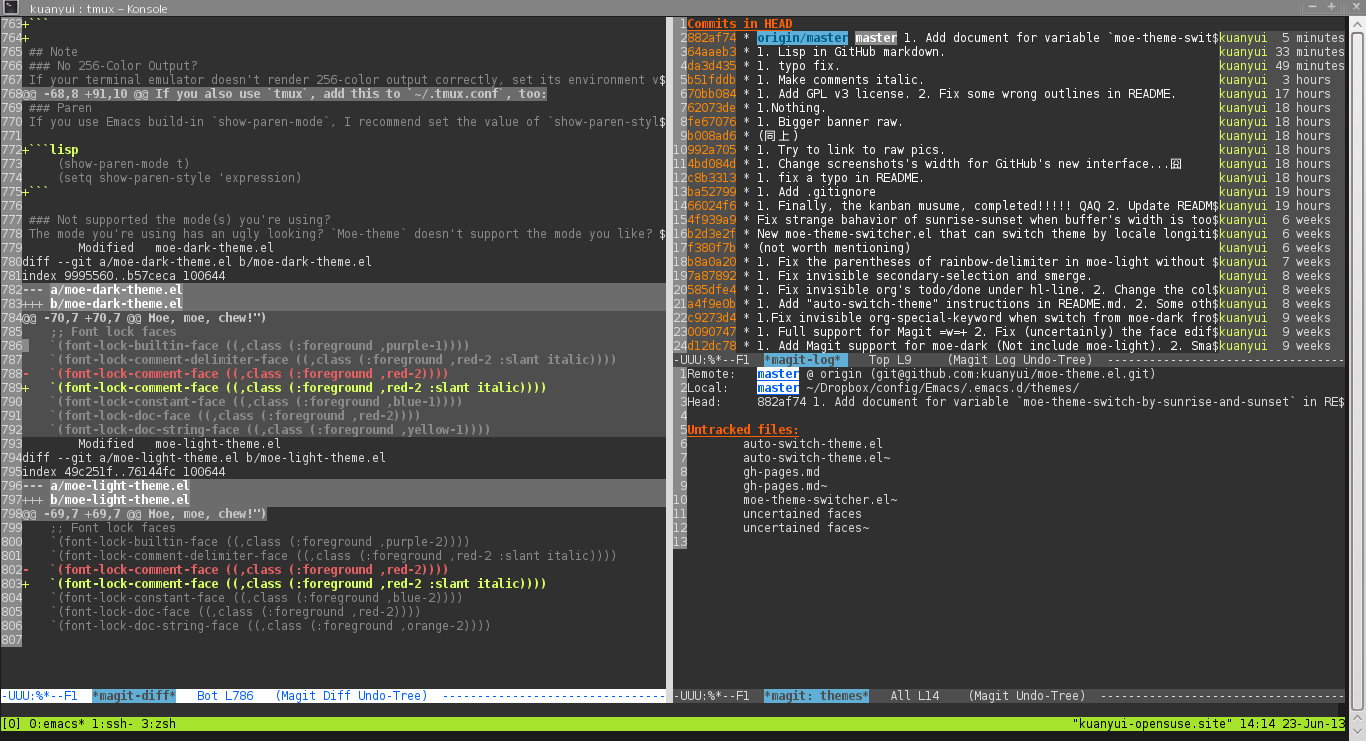 kuanyui : tmux – Konsole
763+```
764+
765 ## Note
766 ### No 256-Color Output?
767 If your terminal emulator doesn't render 256-color output correctly, set its environment v$
768@@ -68,8 +91,10 @@ If you also use `tmux`, add this to `~/.tmux.conf`, too:
769 ### Paren
770 If you use Emacs build-in `show-paren-mode`, I recommend set the value of `show-paren-styl$
771
772+```lisp
773     (show-paren-mode t)
774     (setq show-paren-style 'expression)
775+```
776
777 ### Not supported the mode(s) you're using?
778 The mode you're using has an ugly looking? `Moe-theme` doesn't support the mode you like? $
779        Modified   moe-dark-theme.el
780diff --git a/moe-dark-theme.el b/moe-dark-theme.el
781index 9995560..b57ceca 100644
782--- a/moe-dark-theme.el
783+++ b/moe-dark-theme.el
784@@ -70,7 +70,7 @@ Moe, moe, chew!")
785    ;; Font lock faces
786    `(font-lock-builtin-face ((,class (:foreground ,purple-1))))
787    `(font-lock-comment-delimiter-face ((,class (:foreground ,red-2 :slant italic))))
788-   `(font-lock-comment-face ((,class (:foreground ,red-2))))
789+   `(font-lock-comment-face ((,class (:foreground ,red-2 :slant italic))))
790    `(font-lock-constant-face ((,class (:foreground ,blue-1))))
791    `(font-lock-doc-face ((,class (:foreground ,red-2))))
792    `(font-lock-doc-string-face ((,class (:foreground ,yellow-1))))
793        Modified   moe-light-theme.el
794diff --git a/moe-light-theme.el b/moe-light-theme.el
795index 49c251f..76144fc 100644
796--- a/moe-light-theme.el
797+++ b/moe-light-theme.el
798@@ -69,7 +69,7 @@ Moe, moe, chew!")
799    ;; Font lock faces
800    `(font-lock-builtin-face ((,class (:foreground ,purple-2))))
801    `(font-lock-comment-delimiter-face ((,class (:foreground ,red-2 :slant italic))))
802-   `(font-lock-comment-face ((,class (:foreground ,red-2))))
803+   `(font-lock-comment-face ((,class (:foreground ,red-2 :slant italic))))
804    `(font-lock-constant-face ((,class (:foreground ,blue-2))))
805    `(font-lock-doc-face ((,class (:foreground ,red-2))))
806    `(font-lock-doc-string-face ((,class (:foreground ,orange-2))))
807
-UUU:%*--F1  *magit-diff*   Bot L786   (Magit Diff Undo-Tree)  --------------------------------
1Commits in HEAD
2882af74 * origin/master master 1. Add document for variable `moe-theme-swit$kuanyui  5 minutes
364aaeb3 * 1. Lisp in GitHub markdown. kuanyui 33 minutes
4da3d435 * 1. typo fix. kuanyui 49 minutes
5b51fddb * 1. Make comments italic. kuanyui  3 hours
670bb084 * 1. Add GPL v3 license. 2. Fix some wrong outlines in README. kuanyui 17 hours
762073de * 1.Nothing. kuanyui 18 hours
8fe67076 * 1. Bigger banner raw. kuanyui 18 hours
9b008ad6 * (同上) kuanyui 18 hours
10992a705 * 1. Try to link to raw pics. kuanyui 18 hours
114bd084d * 1. Change screenshots's width for GitHub's new interface...囧 kuanyui 18 hours
12c8b3313 * 1. fix a typo in README. kuanyui 18 hours
13ba52799 * 1. Add .gitignore kuanyui 19 hours
1466024f6 * 1. Finally, the kanban musume, completed!!!!! QAQ 2. Update READM$kuanyui 19 hours
154f939a9 * Fix strange bahavior of sunrise-sunset when buffer's width is too$kuanyui  6 weeks
16b2d3e2f * New moe-theme-switcher.el that can switch theme by locale longiti$kuanyui  6 weeks
17f380f7b * (not worth mentioning) kuanyui  6 weeks
18b8a0a20 * 1. Fix the parentheses of rainbow-delimiter in moe-light without $kuanyui  7 weeks
197a87892 * 1. Fix invisible secondary-selection and smerge. kuanyui  8 weeks
20585dfe4 * 1. Fix invisible org's todo/done under hl-line. 2. Change the col$kuanyui  8 weeks
21a4f9e0b * 1. Add "auto-switch-theme" instructions in README.md. 2. Some oth$kuanyui  8 weeks
22c9273d4 * 1.Fix invisible org-special-keyword when switch from moe-dark fro$kuanyui  9 weeks
230090747 * 1. Full support for Magit =w=+ 2. Fix (uncertainly) the face edif$kuanyui  9 weeks
24d12dc78 * 1. Add Magit support for moe-dark (Not include moe-light). 2. Sma$kuanyui  9 weeks
-UUU:%*--F1  *magit-log*   Top L9     (Magit Log Undo-Tree)  ----------------------------------
1Remote:   master @ origin (git@github.com:kuanyui/moe-theme.el.git)
2Local:    master ~/Dropbox/config/Emacs/.emacs.d/themes/
3Head:     882af74 1. Add document for variable `moe-theme-switch-by-sunrise-and-sunset` in RE$
4
5Untracked files:
6        auto-switch-theme.el
7        auto-switch-theme.el~
8        gh-pages.md
9        gh-pages.md~
10        moe-theme-switcher.el~
11        uncertained faces
12        uncertained faces~
13
-UUU:%*--F1  *magit: themes*   All L14    (Magit Undo-Tree)  -----------------------------------
[0] 0:emacs* 1:ssh- 3:zsh "kuanyui-opensuse.site" 14:14 23-Jun-13